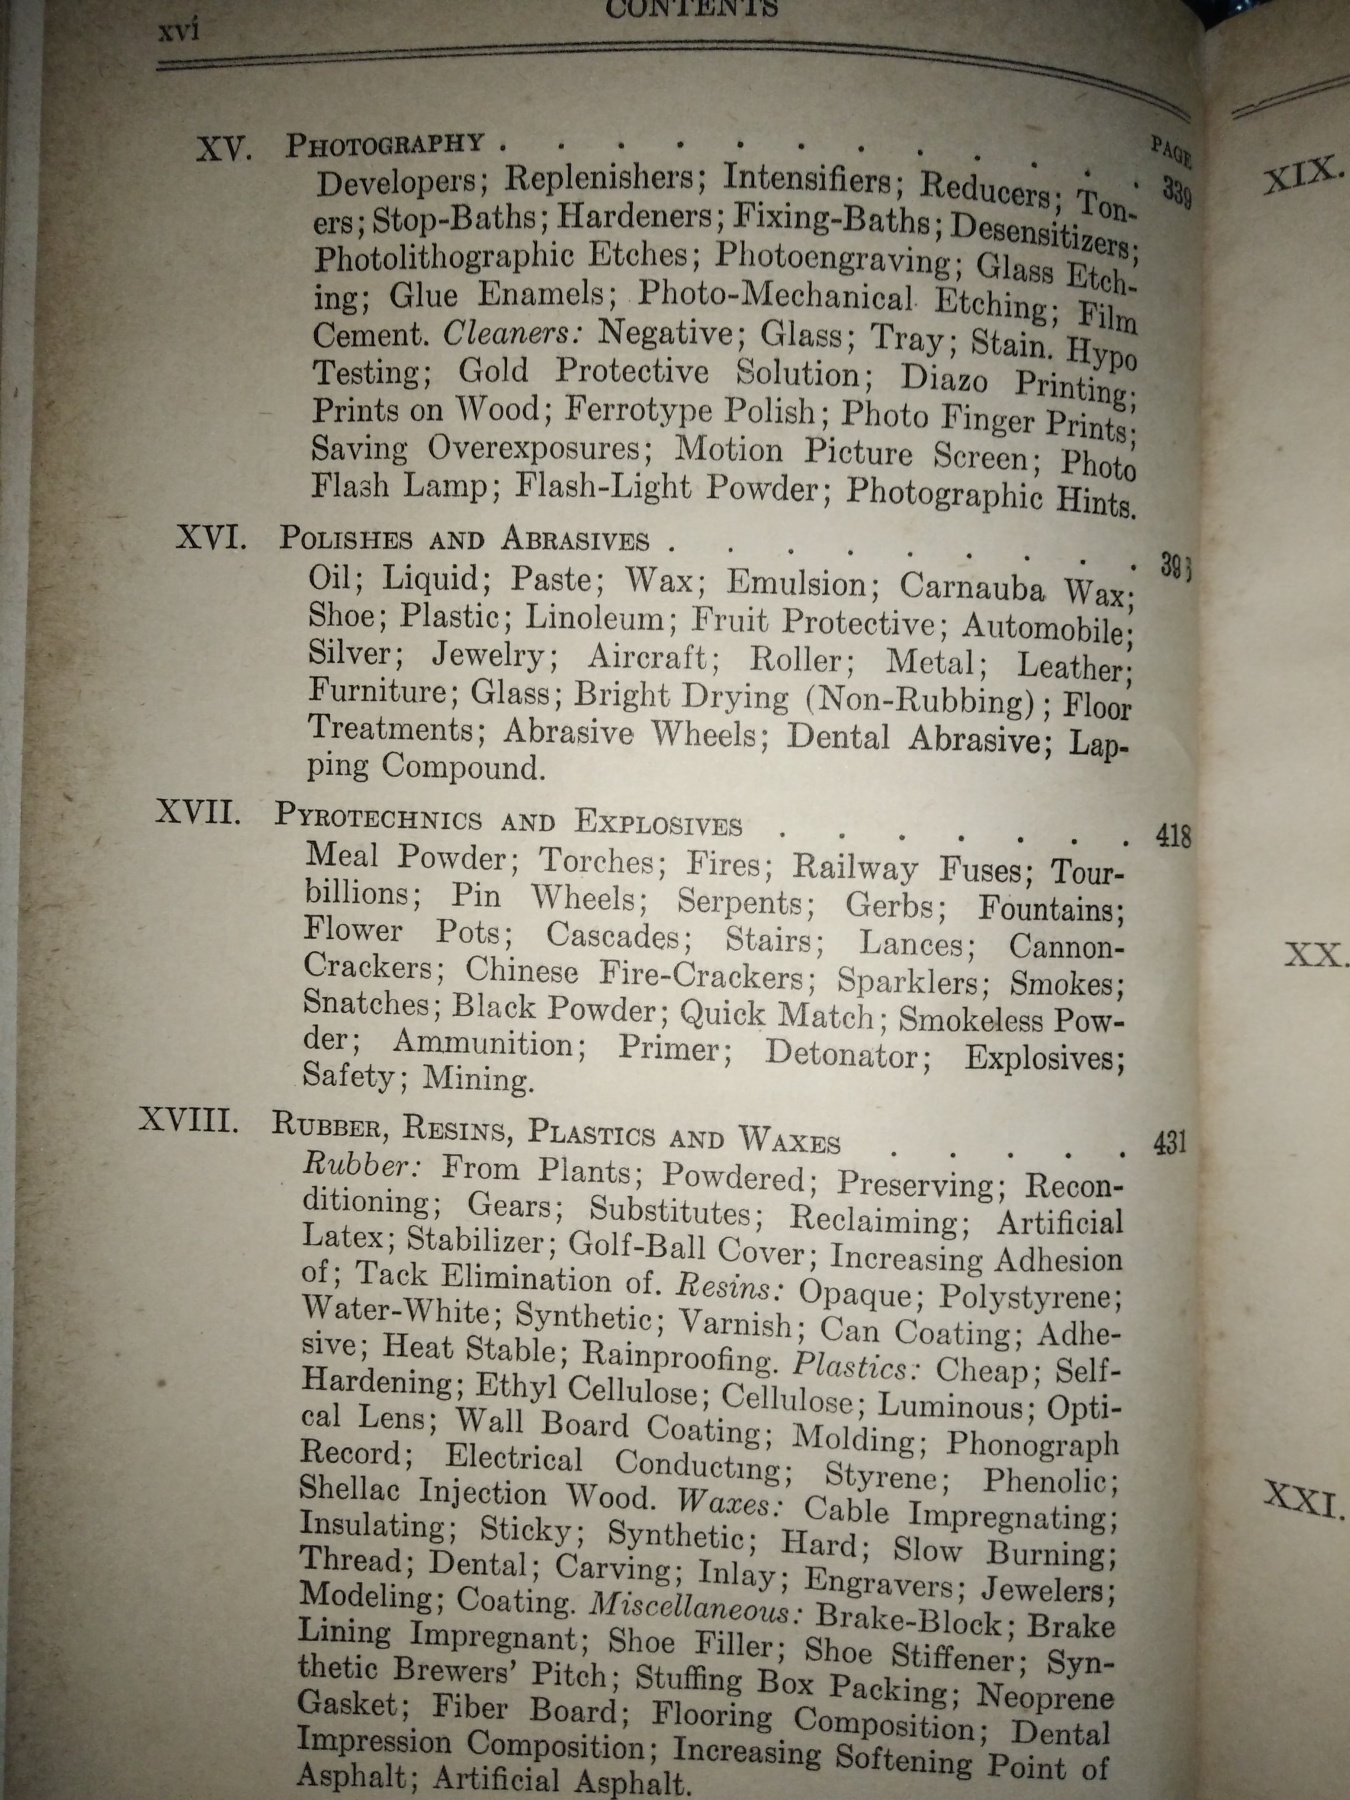 xvi
CONTENTS
PAGE
XV. PHOTOGRAPHY . . . . . . . . . . . . 339
Developers; Replenishers; Intensifiers; Reducers; Ton-
ers; Stop-Baths; Hardeners; Fixing-Baths; Desensitizers;
Photolithographic Etches; Photoengraving; Glass Etch-
ing; Glue Enamels; Photo-Mechanical Etching; Film
Cement. Cleaners: Negative; Glass; Tray; Stain. Hypo
Testing; Gold Protective Solution; Diazo Printing;
Prints on Wood; Ferrotype Polish; Photo Finger Prints;
Saving Overexposures; Motion Picture Screen; Photo
Flash Lamp; Flash-Light Powder; Photographic Hints.
XVI. POLISHES AND ABRASIVES . . . . . . . . .
Oil; Liquid; Paste; Wax; Emulsion; Carnauba Wax;
Shoe; Plastic; Linoleum; Fruit Protective; Automobile;
Silver; Jewelry; Aircraft; Roller; Metal; Leather;
Furniture; Glass; Bright Drying (Non-Rubbing); Floor
Treatments; Abrasive Wheels; Dental Abrasive; Lap-
ping Compound.
XVII. PYROTECHNICS AND EXPLOSIVES . . . . . . . 418
Meal Powder; Torches; Fires; Railway Fuses; Tour-
billions; Pin Wheels; Serpents; Gerbs; Fountains;
Flower Pots; Cascades; Stairs; Lances; Cannon-
Crackers; Chinese Fire-Crackers; Sparklers; Smokes;
Snatches; Black Powder; Quick Match; Smokeless Pow-
der; Ammunition; Primer; Detonator; Explosives;
Safety; Mining.
XVIII. RUBBER, RESINS, PLASTICS AND WAXES . . . . . 431
Rubber: From Plants; Powdered; Preserving; Recon-
ditioning; Gears; Substitutes; Reclaiming; Artificial
Latex; Stabilizer; Golf-Ball Cover; Increasing Adhesion
of; Tack Elimination of. Resins: Opaque; Polystyrene;
Water-White; Synthetic; Varnish; Can Coating; Adhe-
sive; Heat Stable; Rainproofing. Plastics: Cheap; Self-
Hardening; Ethyl Cellulose; Cellulose; Luminous; Opti-
cal Lens; Wall Board Coating; Molding; Phonograph
Record; Electrical Conducting; Styrene; Phenolic;
Shellac Injection Wood. Waxes: Cable Impregnating;
Insulating; Sticky; Synthetic; Hard; Slow Burning;
Thread; Dental; Carving; Inlay; Engravers; Jewelers;
Modeling; Coating. Miscellaneous: Brake-Block; Brake
Lining Impregnant; Shoe Filler; Shoe Stiffener; Syn-
thetic Brewers' Pitch; Stuffing Box Packing; Neoprene
Gasket; Fiber Board; Flooring Composition; Dental
Impression Composition; Increasing Softening Point of
Asphalt; Artificial Asphalt.
XIX.
XX.
XXI.